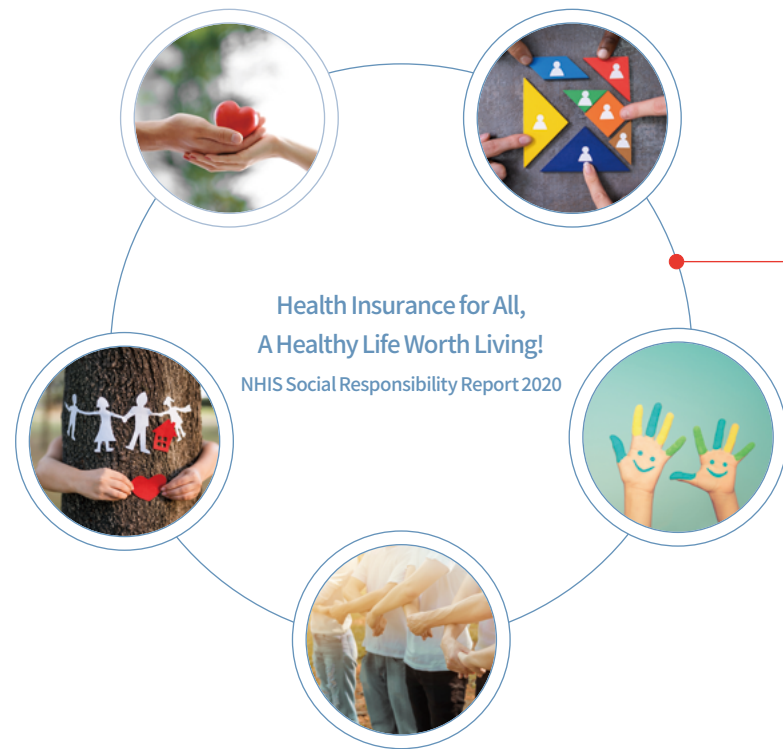 Health Insurance for All,
A Healthy Life Worth Living!
NHIS Social Responsibility Report 2020